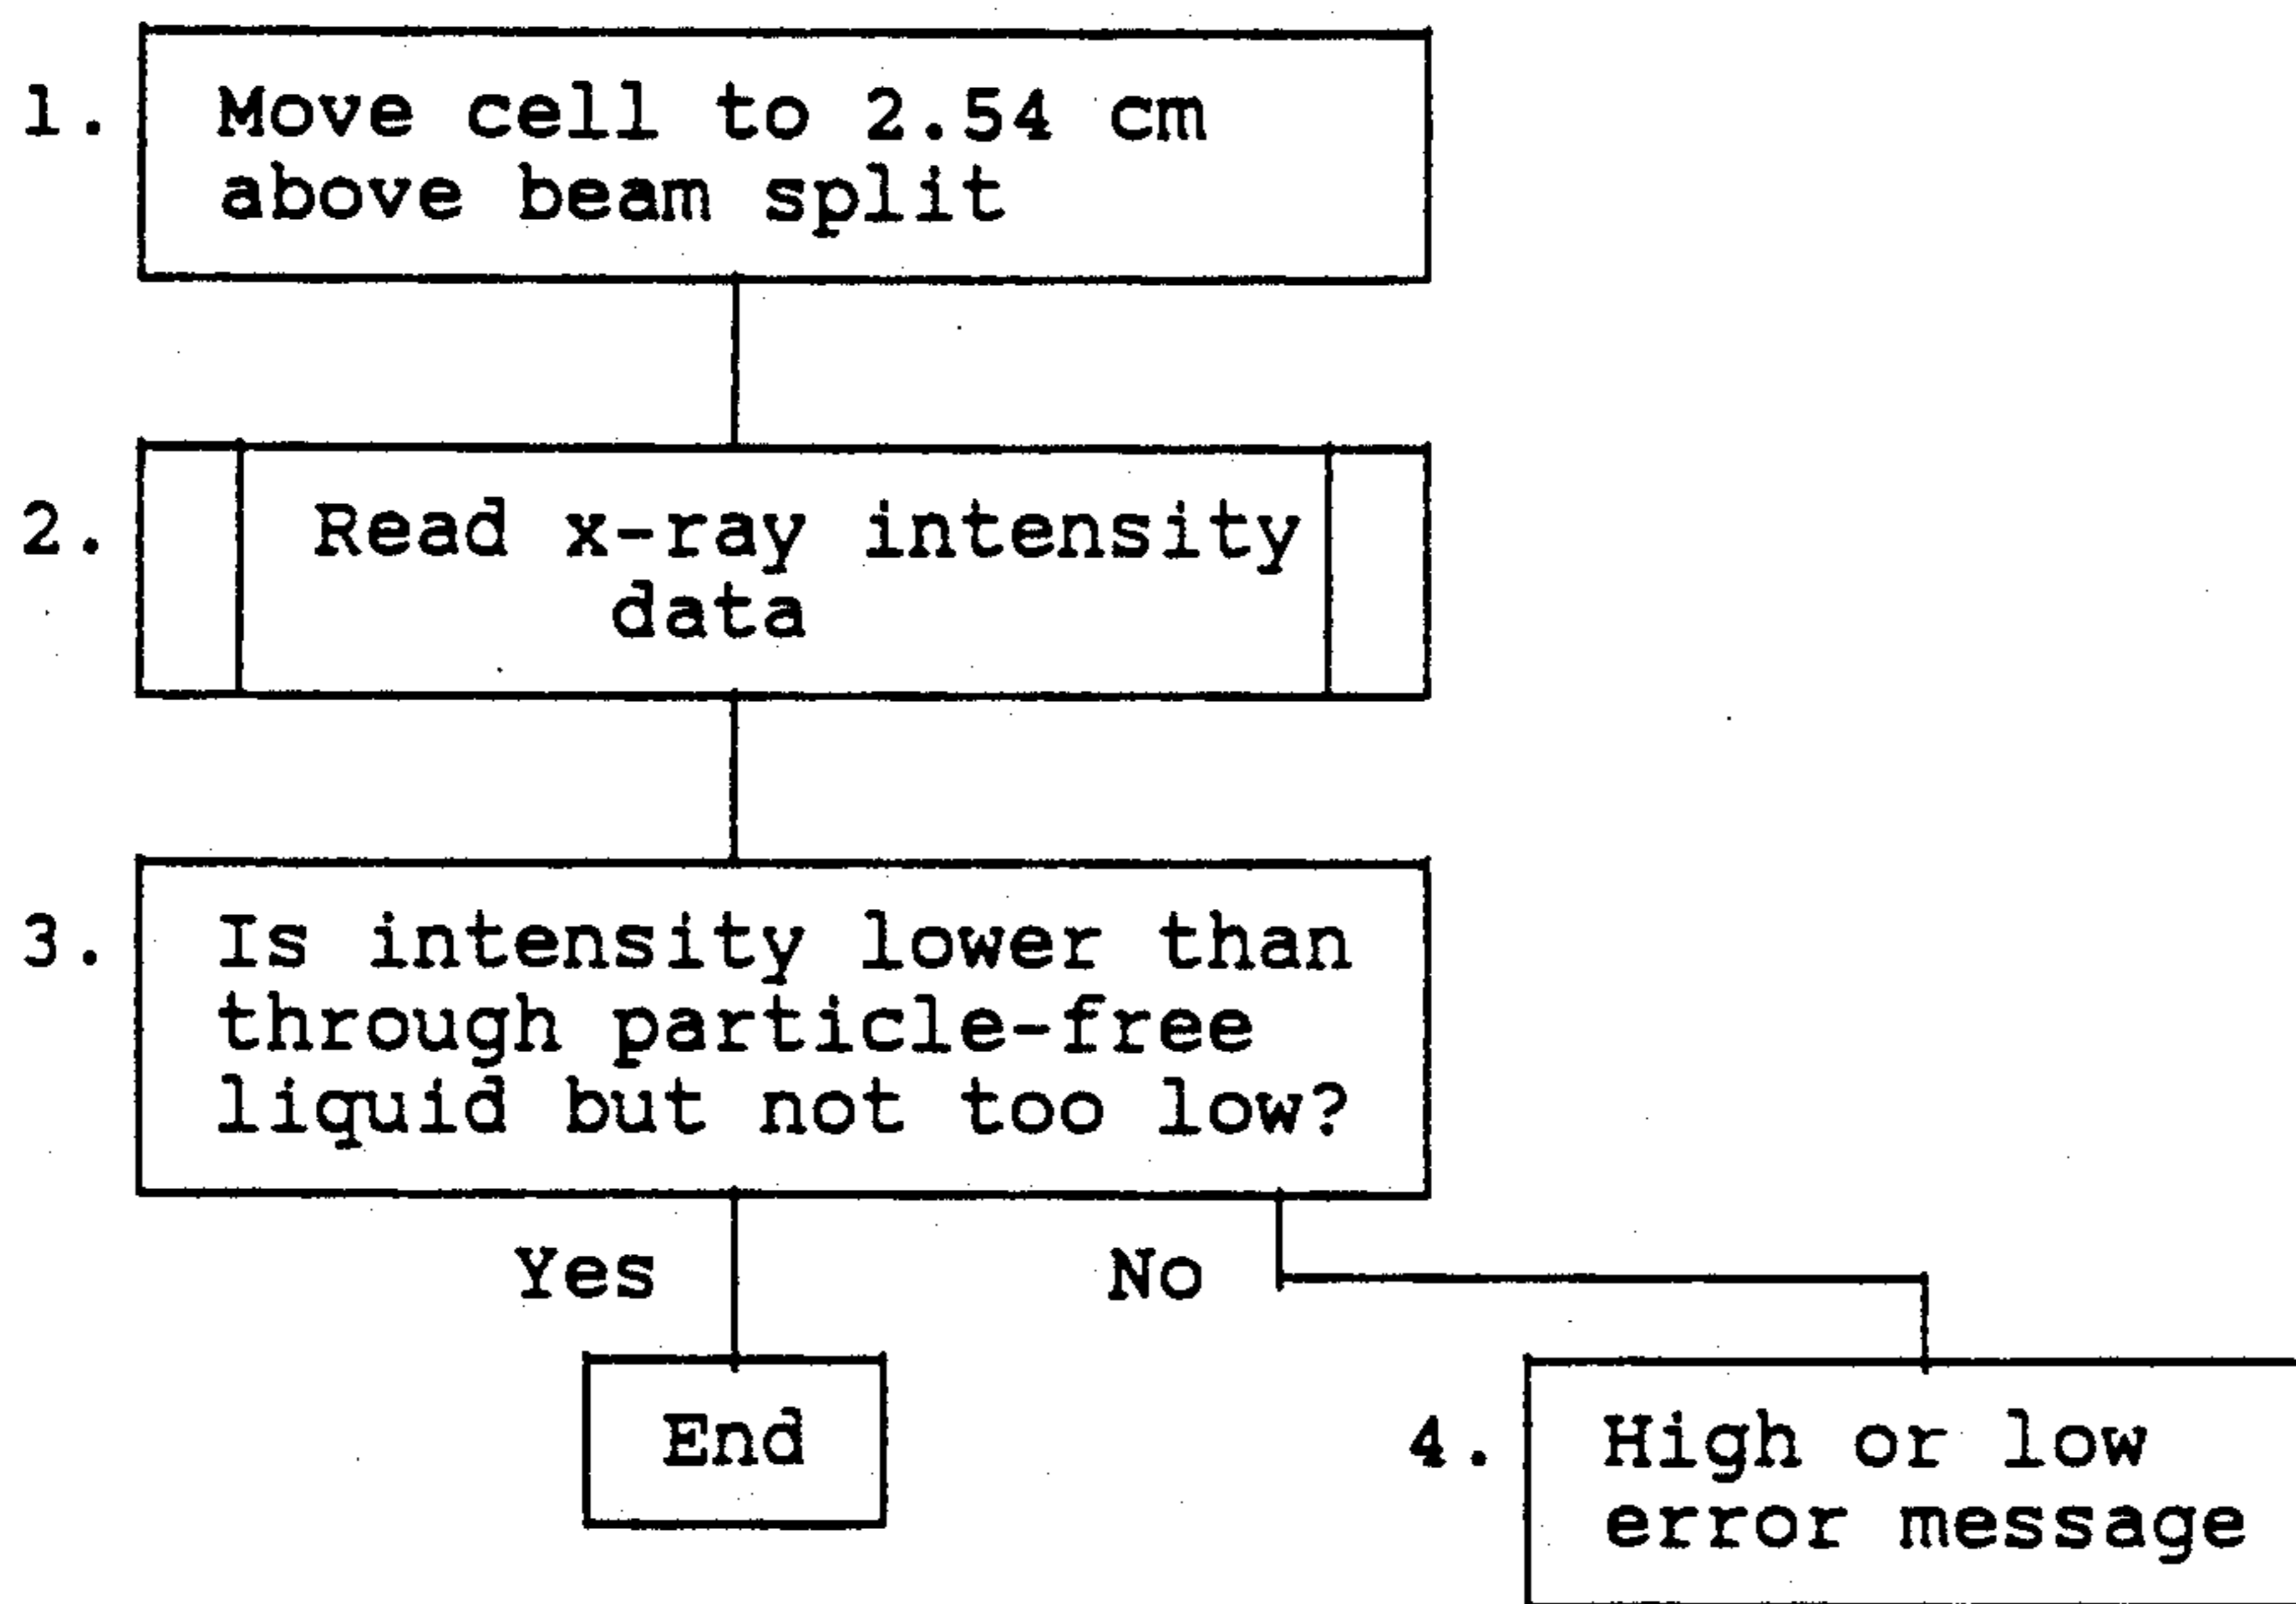 1. Move cell to 2.54 cm
above beam split
2. Read x-ray intensity
data
3. Is intensity lower than
through particle-free
liquid but not too low?
Yes No
End
4. High or low
error message